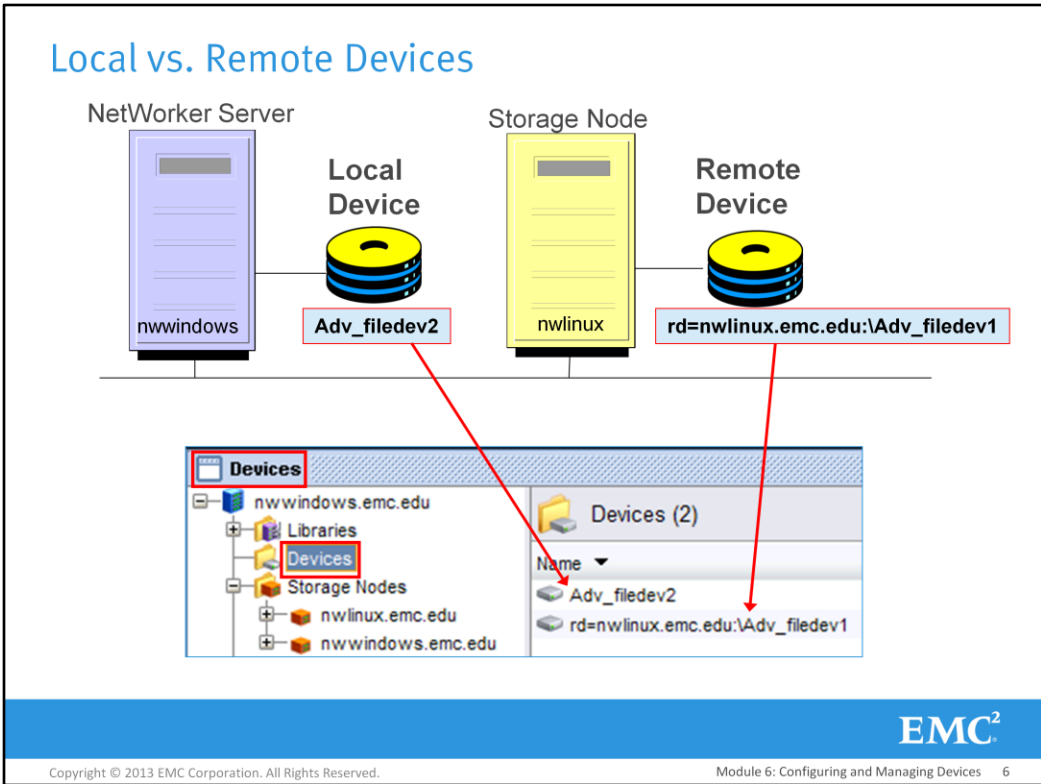 Local vs. Remote Devices
NetWorker Server
Storage Node
Local
Device
Remote
Device
nwwindows
Adv_filedev2
nwlinux
rd=nwlinux.emc.edu:\Adv_filedev1
Devices
nwwindows.emc.edu
Libraries
Devices
Storage Nodes
nwlinux.emc.edu
nwwindows.emc.edu
Devices (2)
Name
Adv_filedev2
rd=nwlinux.emc.edu:\Adv_filedev1
EMC²
Copyright © 2013 EMC Corporation. All Rights Reserved.
Module 6: Configuring and Managing Devices 6